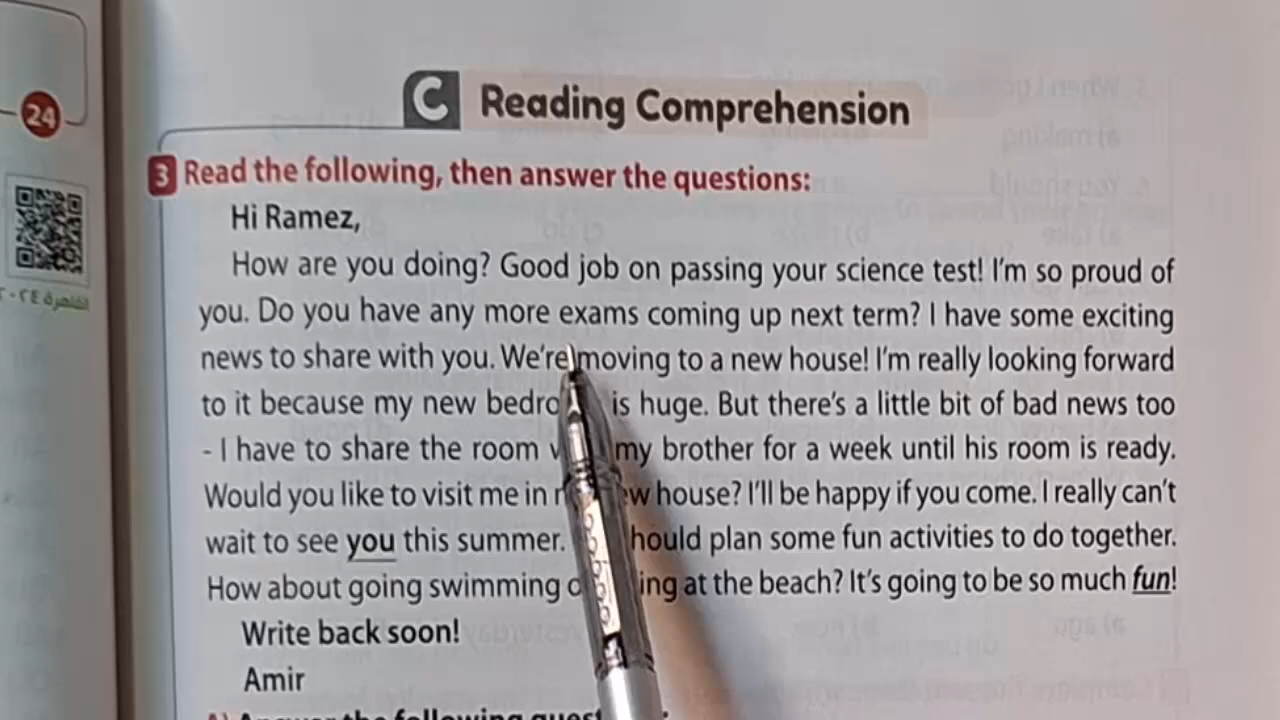 C Reading Comprehension
24
3 Read the following, then answer the questions:
Hi Ramez,
How are you doing? Good job on passing your science test! I'm so proud of
you. Do you have any more exams coming up next term? I have some exciting
news to share with you. We're moving to a new house! I'm really looking forward
to it because my new bedro is huge. But there's a little bit of bad news too
- I have to share the room my brother for a week until his room is ready.
Would you like to visit me in house? I'll be happy if you come. I really can't
wait to see you this summer. should plan some fun activities to do together.
How about going swimming at the beach? It's going to be so much fun!
Write back soon!
Amir
A) Answer the following